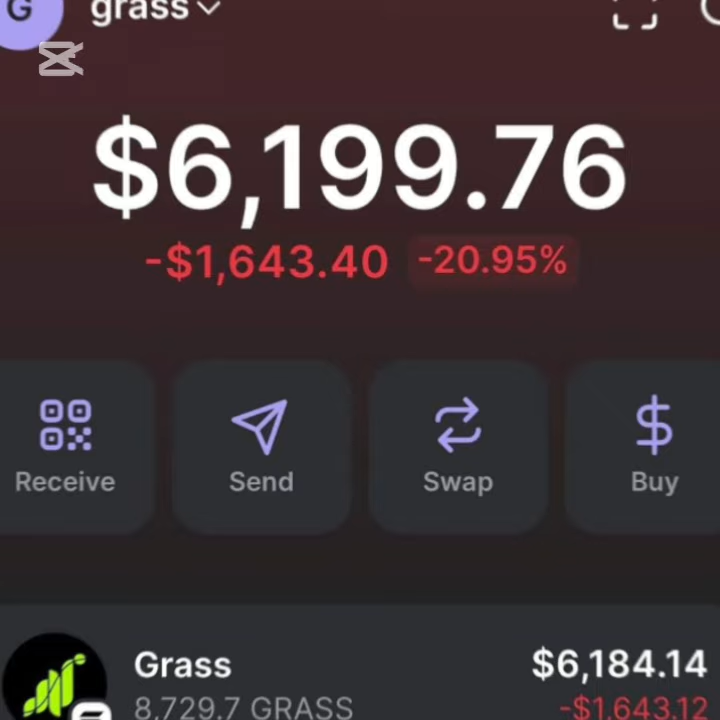 G grass
$6,199.76
-$1,643.40 -20.95%
Receive Send Swap Buy
Grass $6,184.14
8,729.7 GRASS -$1,643.12